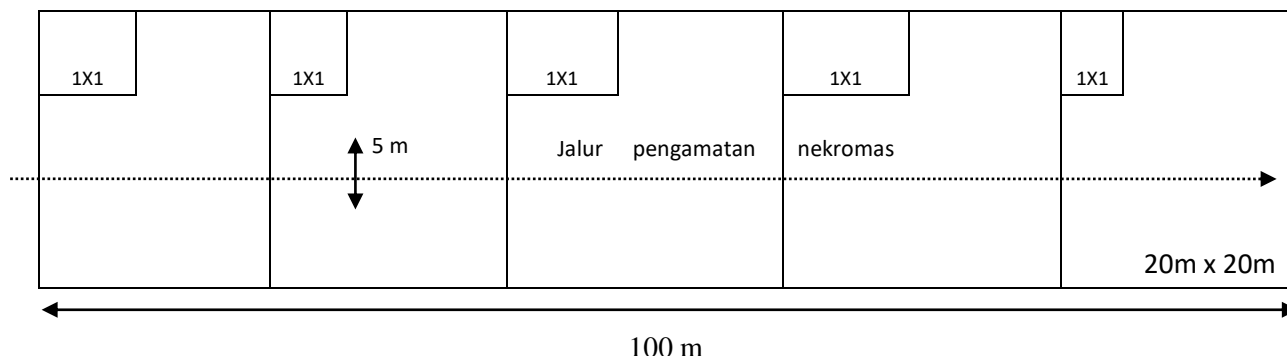 1X1 1X1 1X1 1X1 1X1
5 m
Jalur pengamatan nekromas
20m x 20m
100 m